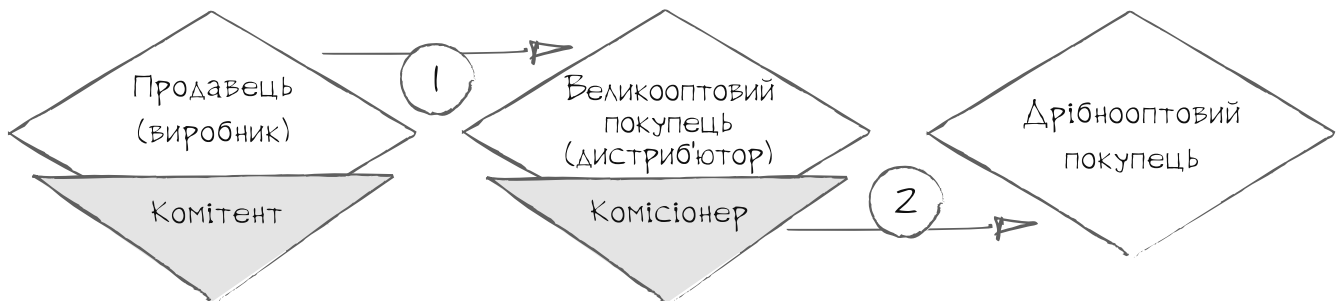 Продавець
(виробник)
Комітент
1
Великооптовий
покупець
(дистриб'ютор)
Комісіонер
2
Дрібнооптовий
покупець